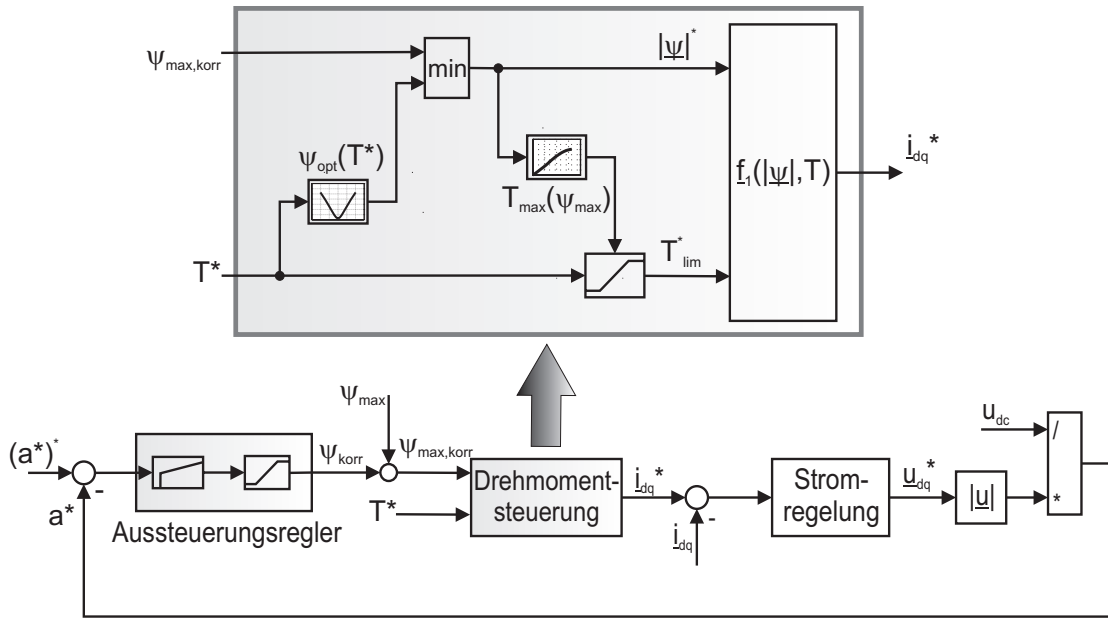 ψmax,korr
min
|ψ|*
ψopt(T*)
Tmax(ψmax)
f1(|ψ|,T)
idq*
T*
T*lim
ψmax
(a*)*
-
a*
ψkorr
ψmax,korr
T*
Aussteuerungsregler
Drehmoment-
steuerung
idq*
-
idq
Strom-
regelung
udq*
|u|
udc
/
*